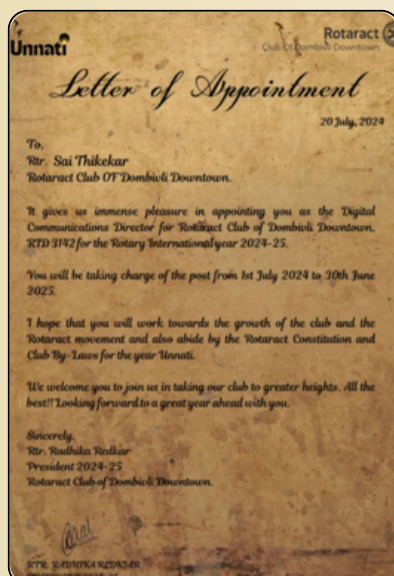 Unnati
Rotaract
Club Of Dombivli Downtown
Letter of Appointment
20 July, 2024
To,
Rtr. Sai Thikekar
Rotaract Club OF Dombivli Downtown.
It gives us immense pleasure in appointing you as the Digital
Communications Director for Rotaract Club of Dombivli Downtown,
RID 3142 for the Rotary International year 2024-25.
You will be taking charge of the post from 1st July 2024 to 30th June
2025.
I hope that you will work towards the growth of the club and the
Rotaract movement and also abide by the Rotaract Constitution and
Club By-Laws for the year Unnati.
We welcome you to join us in taking our club to greater heights. All the
best!! Looking forward to a great year ahead with you.
Sincerely,
Rtr. Radhika Redkar
President 2024-25
Rotaract Club of Dombivli Downtown.
RTR. RADHIKA REDKAR